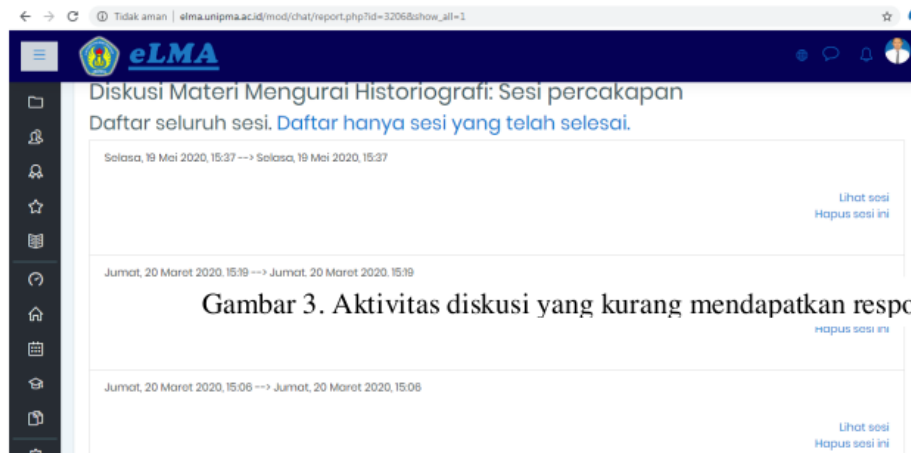 Tidak aman | elma.unipma.ac.id/mod/chat/report.php?id=3206&show_all=1
eLMA
Diskusi Materi Mengurai Historiografi: Sesi percakapan
Daftar seluruh sesi. Daftar hanya sesi yang telah selesai.
Selasa, 19 Mei 2020, 15:37 --> Selasa, 19 Mei 2020, 15:37
Lihat sesi
Hapus sesi ini
Jumat, 20 Maret 2020, 15:19 --> Jumat, 20 Maret 2020, 15:19
Gambar 3. Aktivitas diskusi yang kurang mendapatkan respo
Hapus sesi ini
Jumat, 20 Maret 2020, 15:06 --> Jumat, 20 Maret 2020, 15:06
Lihat sesi
Hapus sesi ini